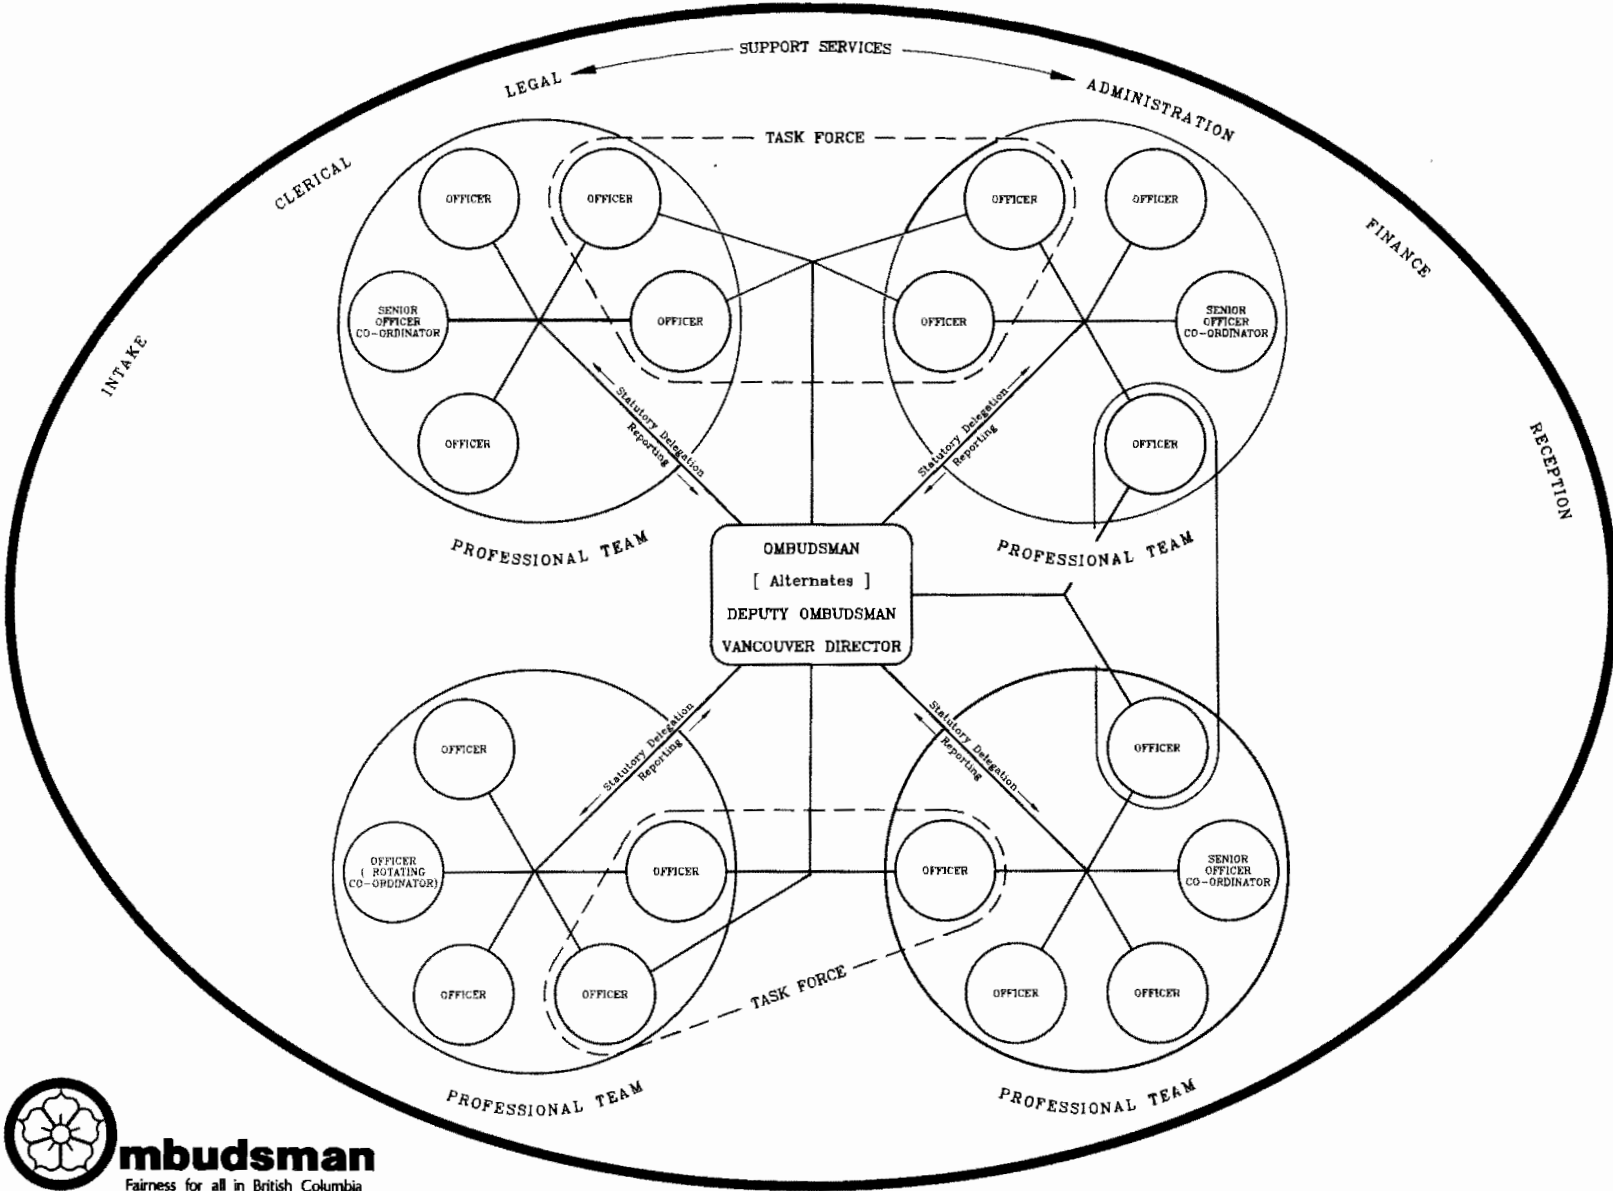 SUPPORT SERVICES
LEGAL
ADMINISTRATION
CLERICAL
FINANCE
INTAKE
RECEPTION
TASK FORCE
OFFICER
OFFICER
OFFICER
OFFICER
SENIOR
OFFICER
CO-ORDINATOR
OFFICER
OFFICER
SENIOR
OFFICER
CO-ORDINATOR
OFFICER
OFFICER
Statutory Delegation
Reporting
Statutory Delegation
Reporting
PROFESSIONAL TEAM
PROFESSIONAL TEAM
OMBUDSMAN
[ Alternates ]
DEPUTY OMBUDSMAN
VANCOUVER DIRECTOR
Statutory Delegation
Reporting
Statutory Delegation
Reporting
OFFICER
OFFICER
OFFICER
( ROTATING
CO-ORDINATOR)
OFFICER
OFFICER
SENIOR
OFFICER
CO-ORDINATOR
OFFICER
OFFICER
OFFICER
OFFICER
TASK FORCE
PROFESSIONAL TEAM
PROFESSIONAL TEAM
mbudsman
Fairness for all in British Columbia